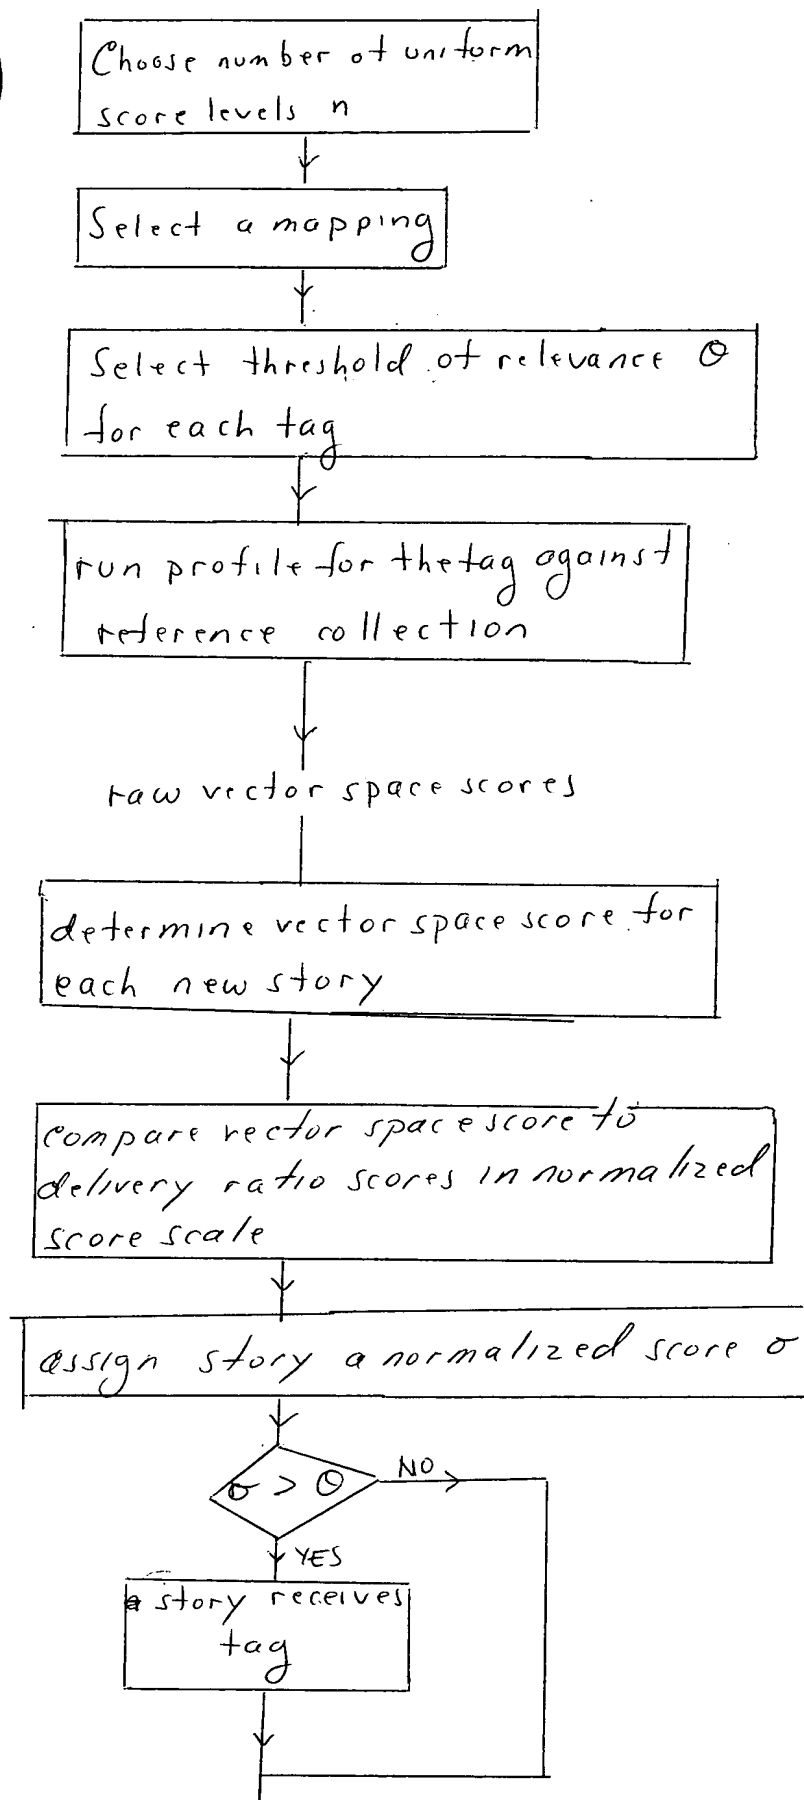 Choose number of uniform
score levels n
Select a mapping
Select threshold of relevance θ
for each tag
run profile for the tag against
reference collection
raw vector space scores
determine vector space score for
each new story
compare vector space score to
delivery ratio scores in normalized
score scale
assign story a normalized score σ
σ > θ
NO
YES
story receives
tag